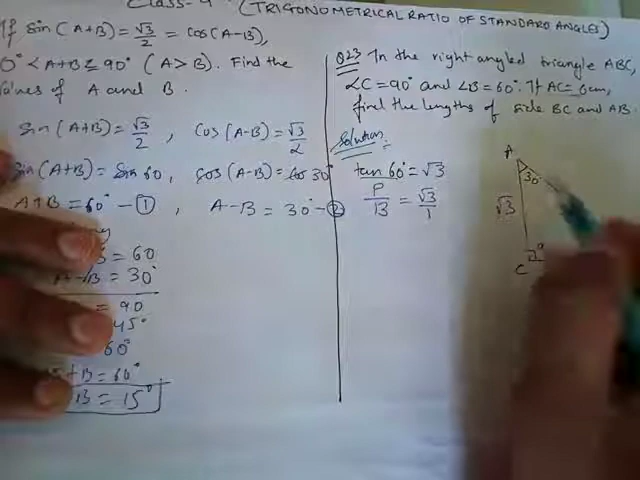 Class-9 (TRIGONOMETRICAL RATIO OF STANDARD ANGLES)
If sin(A+B) = √3/2 = cos(A-B),
0° < A+B ≤ 90° (A > B). Find the
values of A and B.
sin(A+B) = √3/2 , cos(A-B) = √3/2
sin(A+B) = sin 60, cos(A-B) = cos 30°
A+B = 60° - ① , A-B = 30° - ②
B = 60
A-B = 30°
= 90
45°
60°
+ B = 60°
B = 15°
Q23 In the right angled triangle ABC,
∠C = 90° and ∠B = 60°. If AC = 6cm,
find the lengths of side BC and AB.
Solution:
tan 60° = √3
P/B = √3/1
A
30°
√3
C